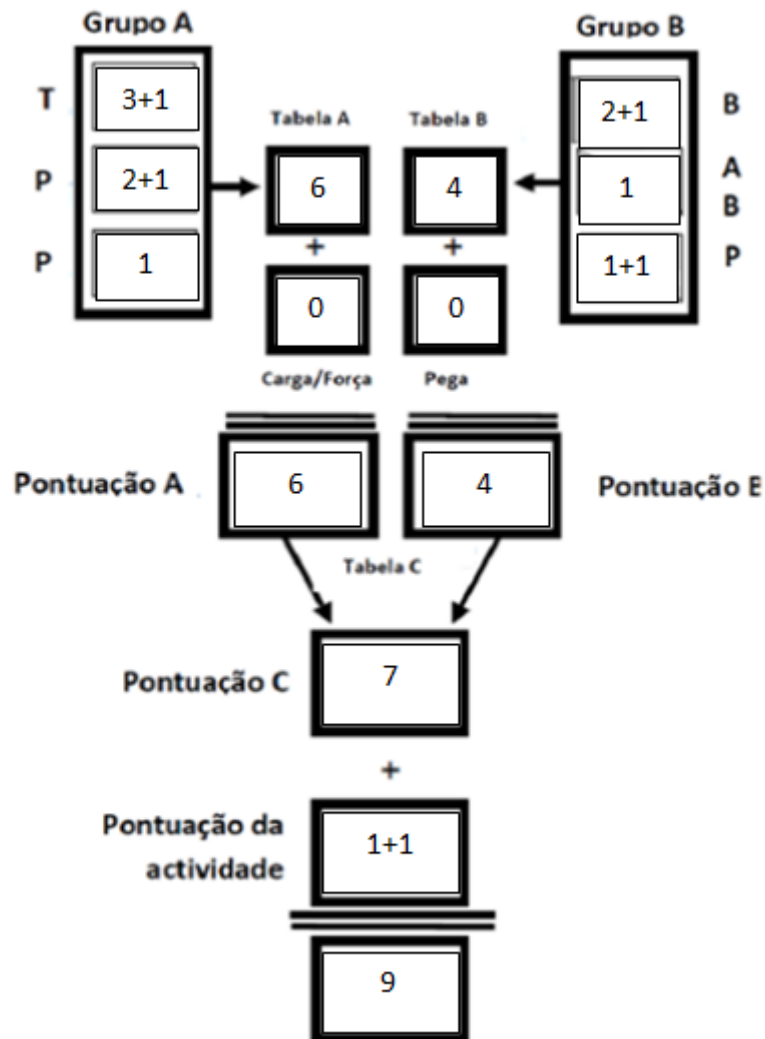 Grupo A
Grupo B
T
3+1
Tabela A
Tabela B
2+1
B
P
2+1
6
4
1
A
B
+
+
P
1
0
0
1+1
P
Carga/Força
Pega
Pontuação A
6
4
Pontuação B
Tabela C
Pontuação C
7
+
Pontuação da
actividade
1+1
9